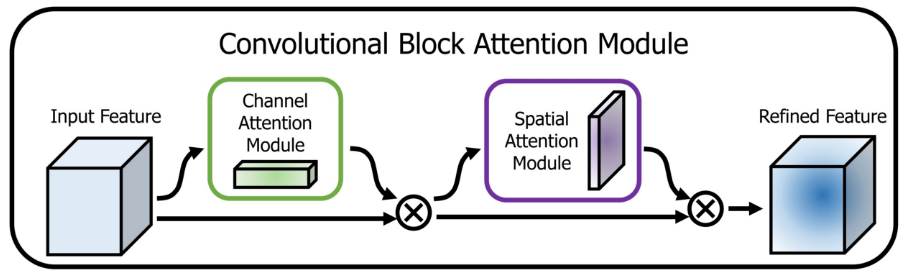 Convolutional Block Attention Module
Input Feature
Channel
Attention
Module
Spatial
Attention
Module
Refined Feature